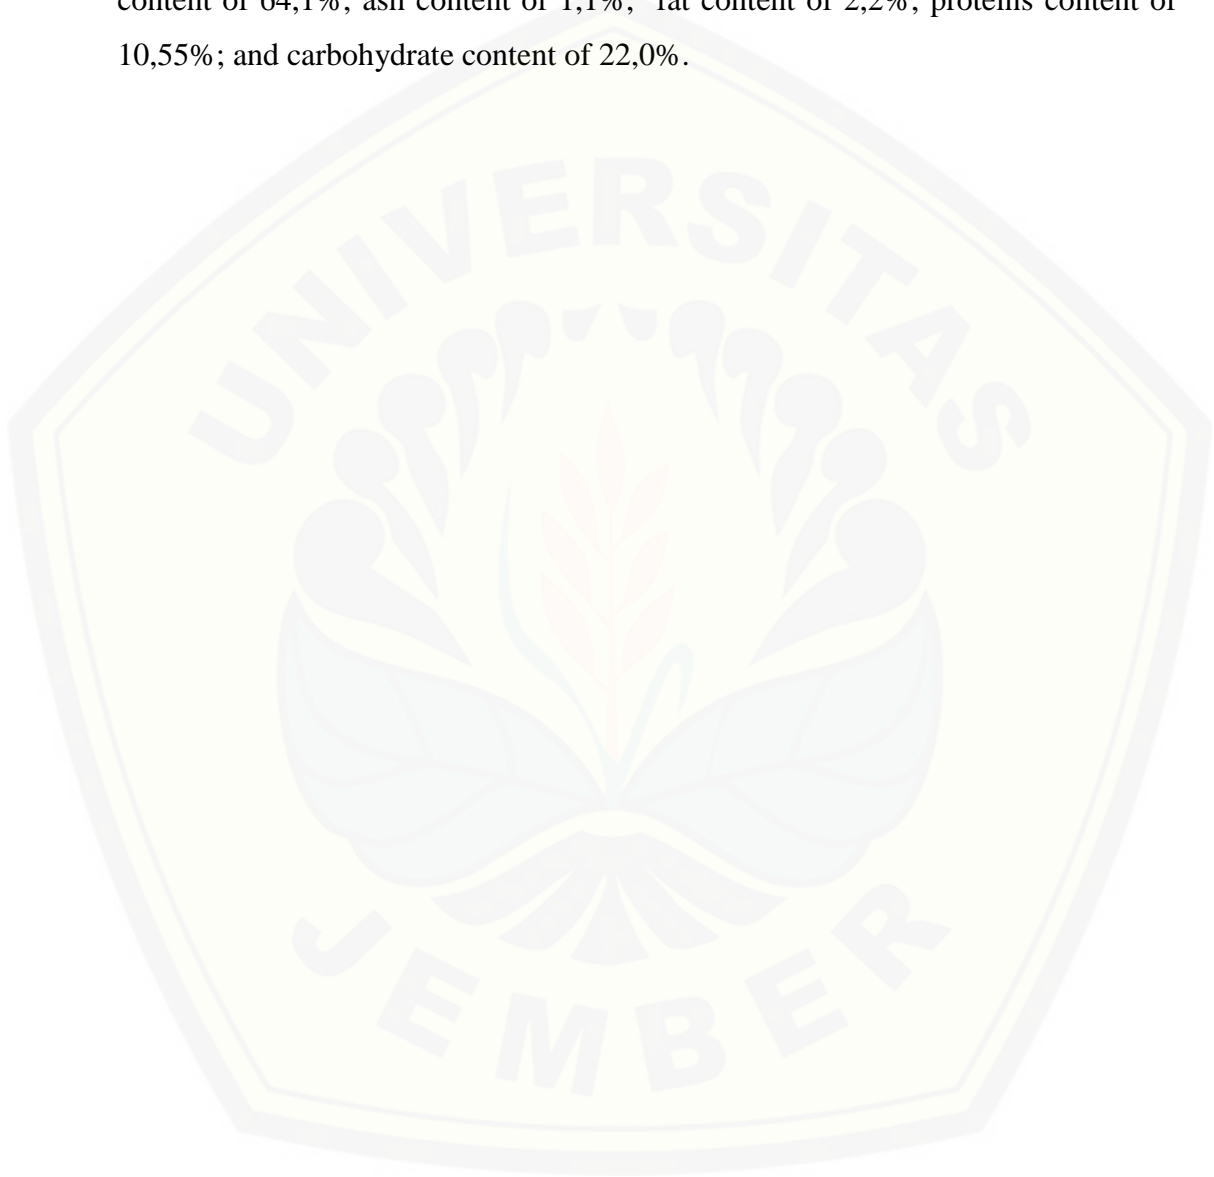 content of 64,1%; ash content of 1,1%; fat content of 2,2%; proteins content of
10,55%; and carbohydrate content of 22,0%.
UNIVERSITAS
JEMBER